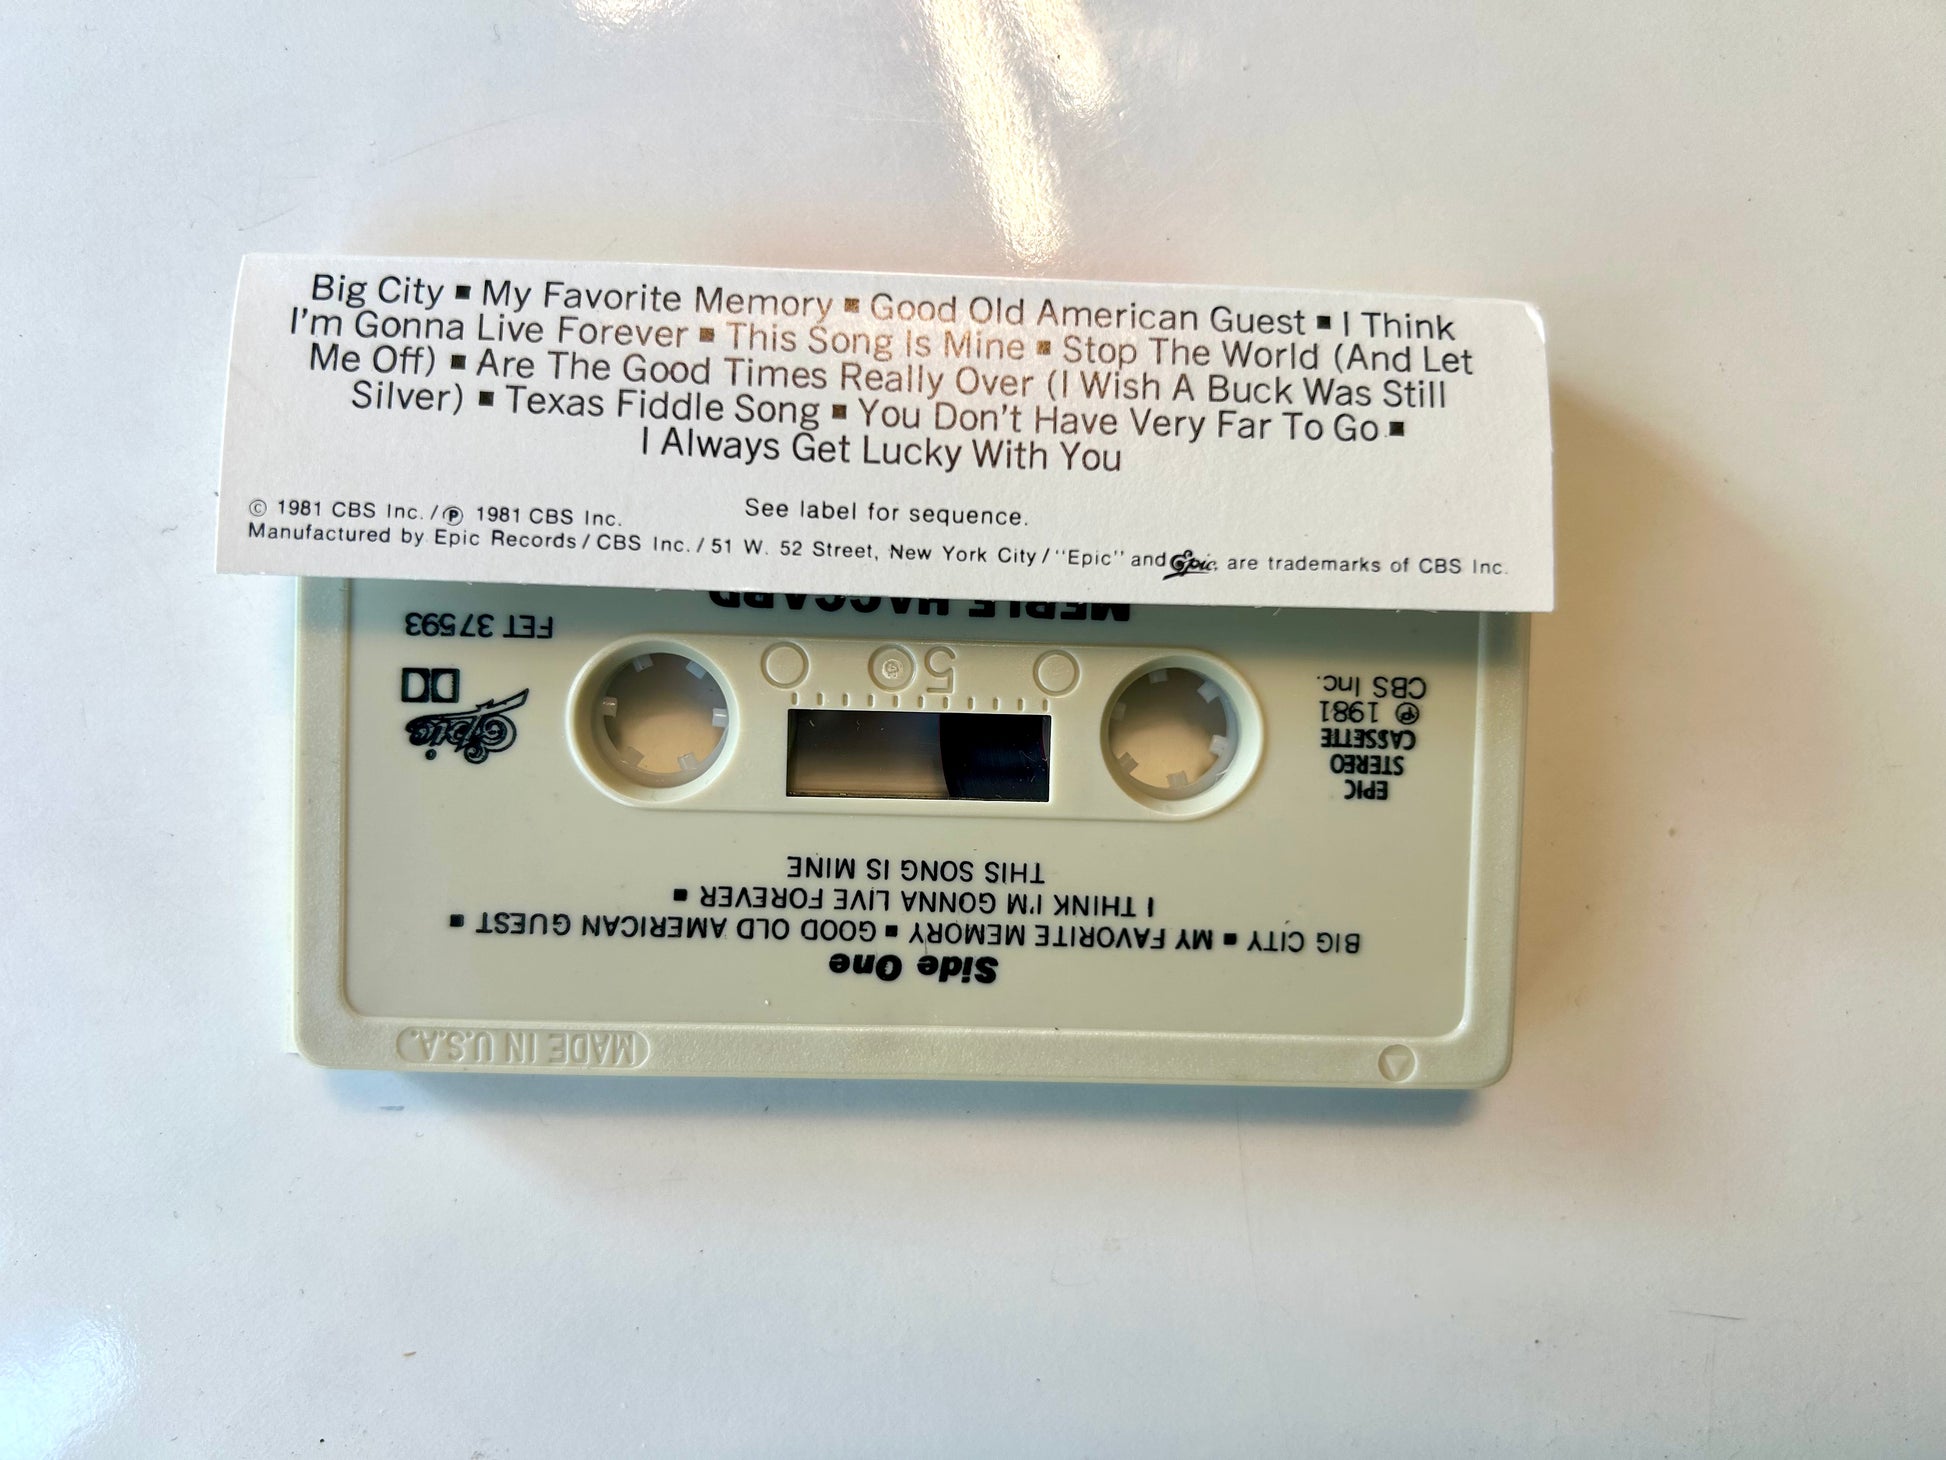 Big City ▪ My Favorite Memory ▪ Good Old American Guest ▪ I Think
I'm Gonna Live Forever ▪ This Song Is Mine ▪ Stop The World (And Let
Me Off) ▪ Are The Good Times Really Over (I Wish A Buck Was Still
Silver) ▪ Texas Fiddle Song ▪ You Don't Have Very Far To Go ▪
I Always Get Lucky With You
© 1981 CBS Inc. / ℗ 1981 CBS Inc.
See label for sequence.
Manufactured by Epic Records / CBS Inc. / 51 W. 52 Street, New York City / "Epic" and Epic are trademarks of CBS Inc.
Side One
BIG CITY ▪ MY FAVORITE MEMORY ▪ GOOD OLD AMERICAN GUEST ▪
I THINK I'M GONNA LIVE FOREVER ▪
THIS SONG IS MINE
EPIC
STEREO
CASSETTE
℗ 1981
CBS Inc.
50
Epic
FET 37593
MERLE HAGGARD
MADE IN U.S.A.